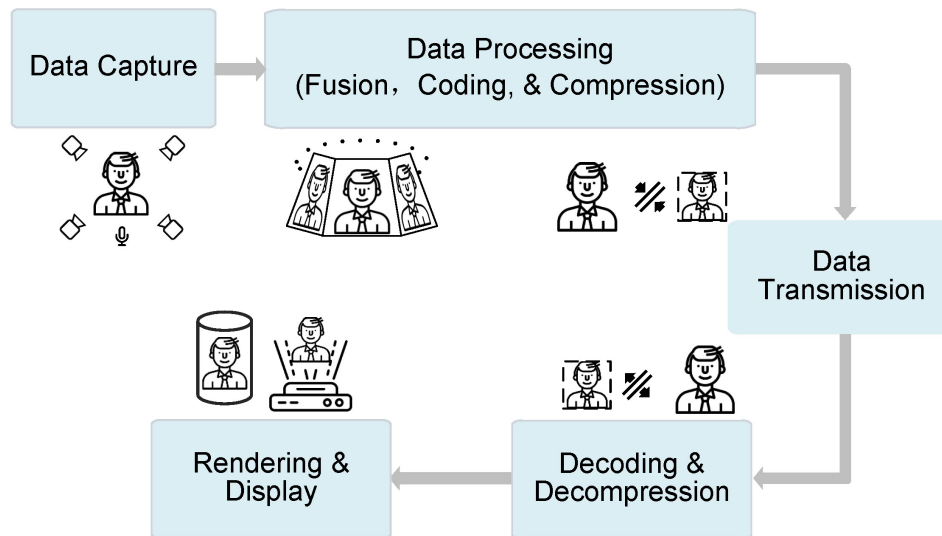 Data Capture
Data Processing
(Fusion，Coding, & Compression)
Data
Transmission
Decoding &
Decompression
Rendering &
Display